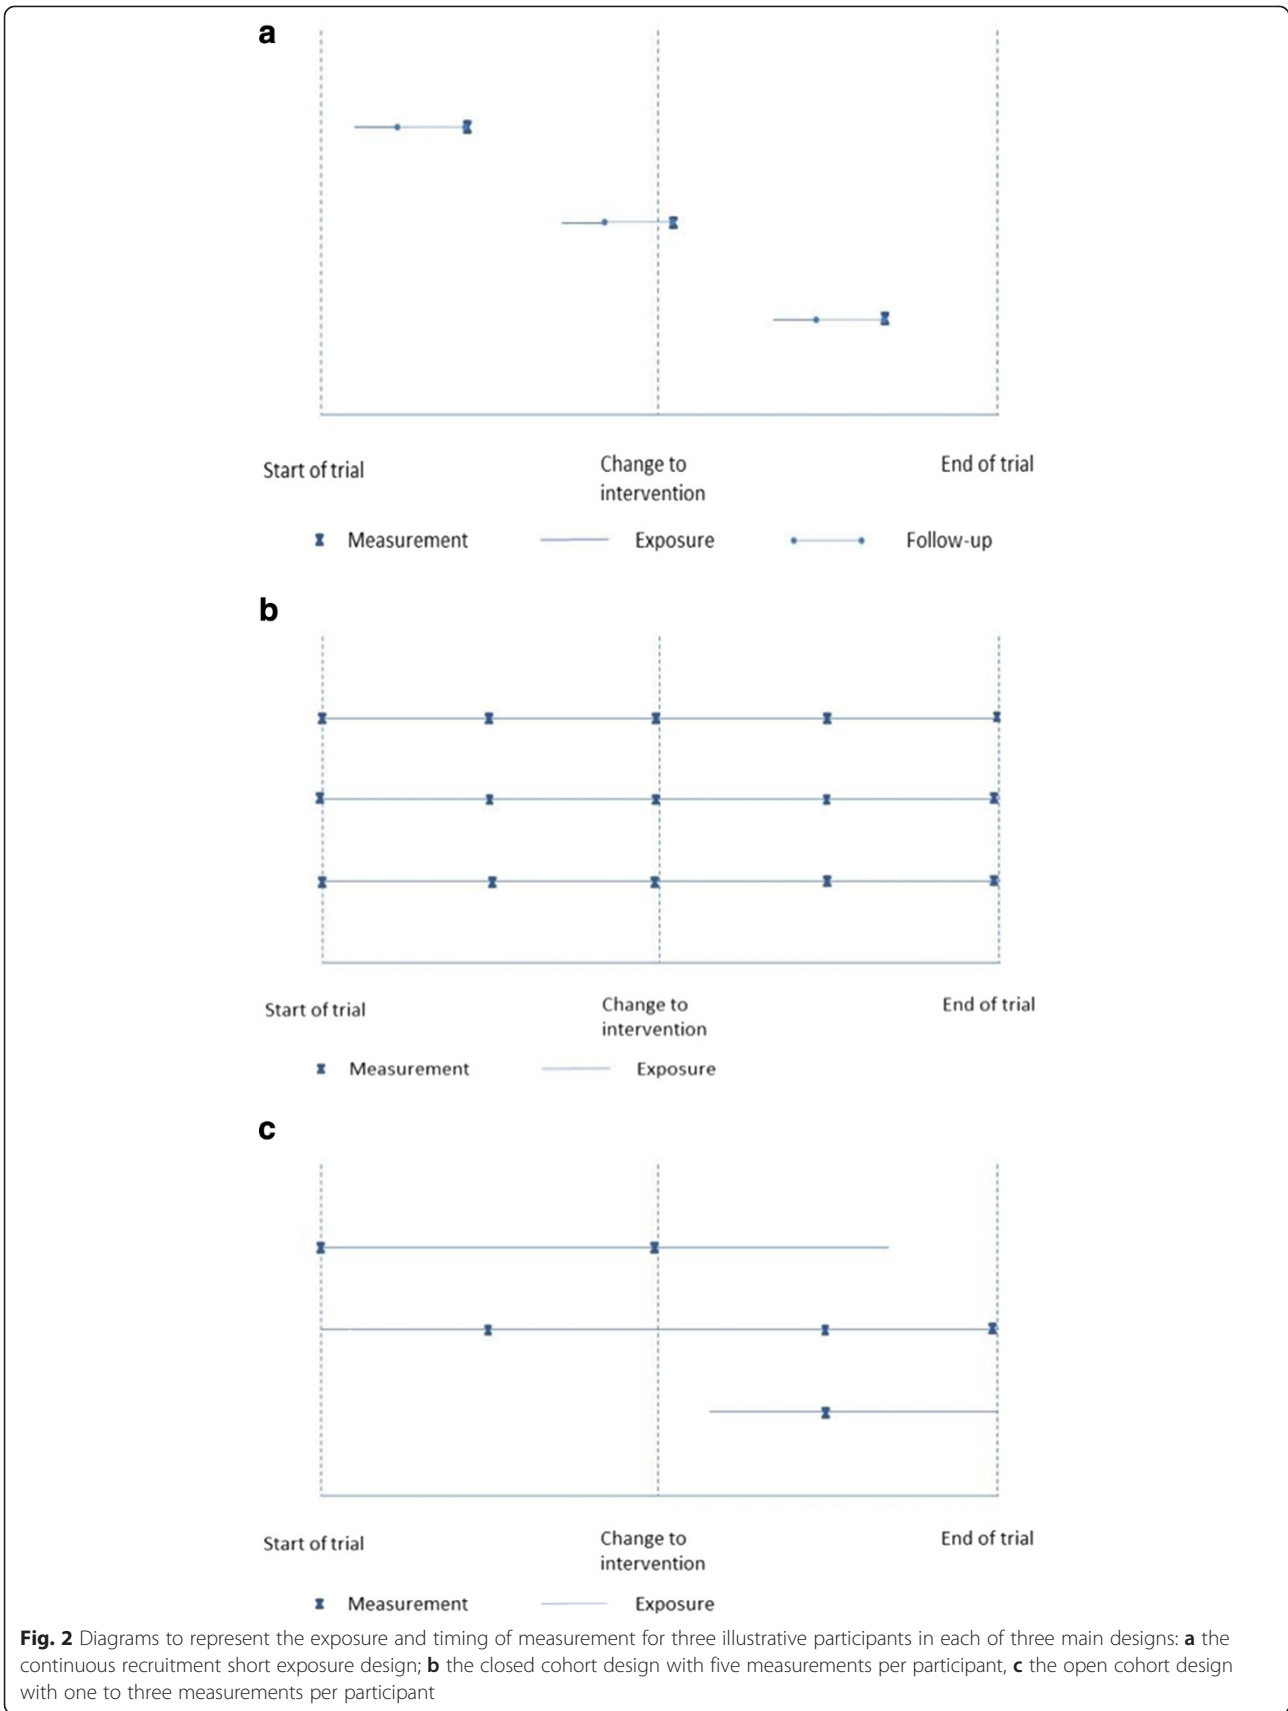 a
Start of trial
Change to
intervention
End of trial
Measurement
Exposure
Follow-up
b
Start of trial
Change to
intervention
End of trial
Measurement
Exposure
c
Start of trial
Change to
intervention
End of trial
Measurement
Exposure
Fig. 2 Diagrams to represent the exposure and timing of measurement for three illustrative participants in each of three main designs: a the
continuous recruitment short exposure design; b the closed cohort design with five measurements per participant, c the open cohort design
with one to three measurements per participant